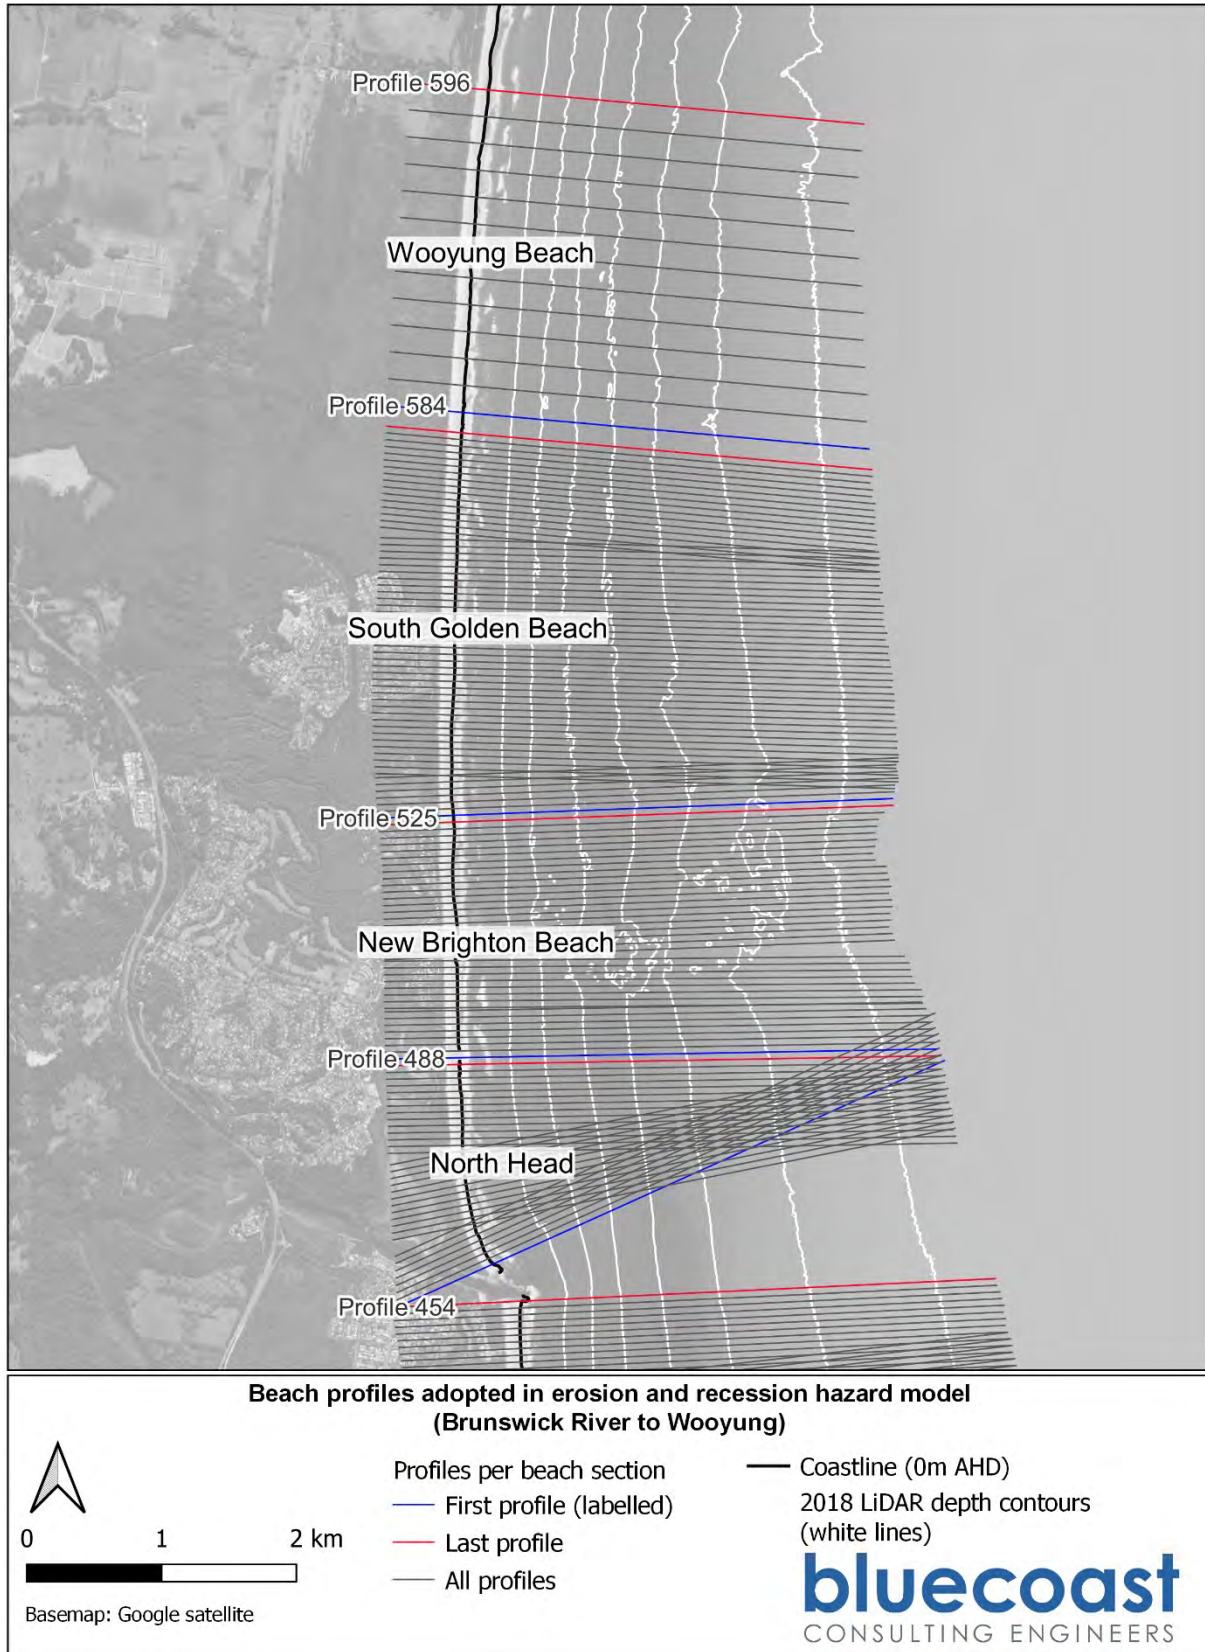 Profile 596
Wooyung Beach
Profile 584
South Golden Beach
Profile 525
New Brighton Beach
Profile 488
North Head
Profile 454
Beach profiles adopted in erosion and recession hazard model
(Brunswick River to Wooyung)
Profiles per beach section
First profile (labelled)
Last profile
All profiles
Coastline (0m AHD)
2018 LiDAR depth contours
(white lines)
0 1 2 km
Basemap: Google satellite
bluecoast
CONSULTING ENGINEERS